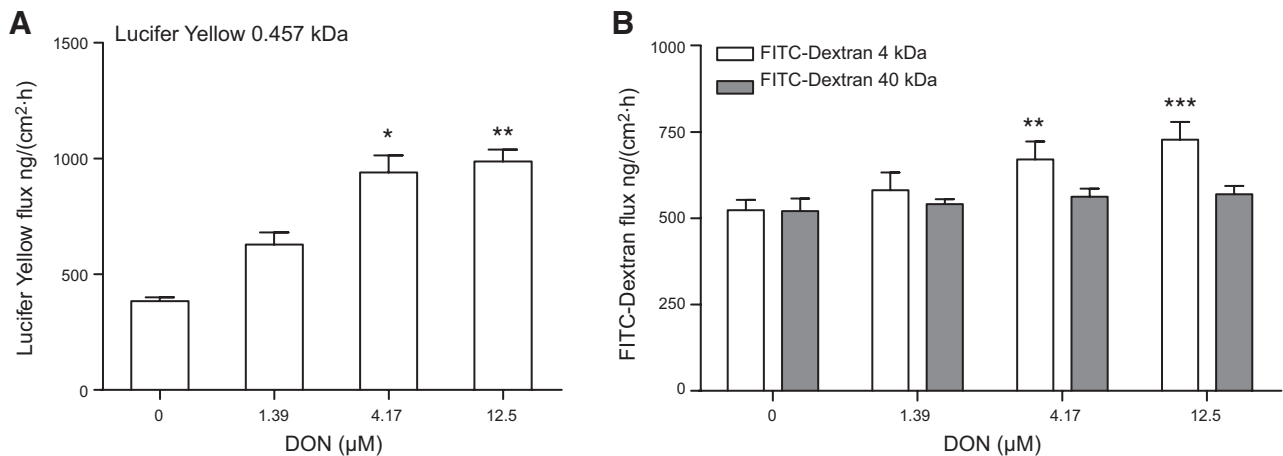 A
Lucifer Yellow 0.457 kDa
Lucifer Yellow flux ng/(cm²·h)
1500
1000
500
0
*
**
0 1.39 4.17 12.5
DON (µM)
B
FITC-Dextran 4 kDa
FITC-Dextran 40 kDa
FITC-Dextran flux ng/(cm²·h)
1000
750
500
250
0
**
***
0 1.39 4.17 12.5
DON (µM)